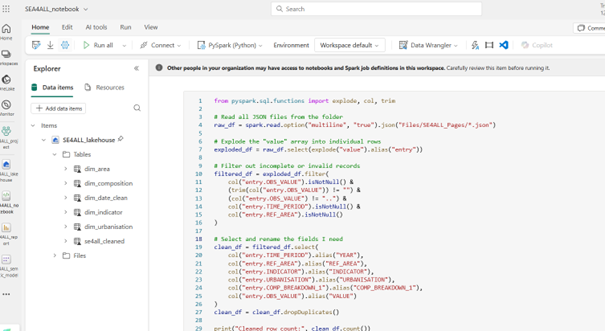 SEA4ALL_notebook
Search
Home Edit AI tools Run View
Run all
Connect
PySpark (Python)
Environment
Workspace default
Data Wrangler
Copilot
Home
Explorer
Other people in your organization may have access to notebooks and Spark job definitions in this workspace. Carefully review this item before running it.
Data items
Resources
Add data items
Items
SE4ALL_lakehouse
Tables
dim_area
dim_composition
dim_date_clean
dim_indicator
dim_urbanisation
se4all_cleaned
Files
1 from pyspark.sql.functions import explode, col, trim
2
3 # Read all JSON files from the folder
4 raw_df = spark.read.option("multiline", "true").json("Files/SE4ALL_Pages/*.json")
5
6 # Explode the "value" array into individual rows
7 exploded_df = raw_df.select(explode("value").alias("entry"))
8
9 # Filter out incomplete or invalid records
10 filtered_df = exploded_df.filter(
11 col("entry.OBS_VALUE").isNotNull() &
12 (trim(col("entry.OBS_VALUE")) != "") &
13 (col("entry.OBS_VALUE") != "..") &
14 col("entry.TIME_PERIOD").isNotNull() &
15 col("entry.REF_AREA").isNotNull()
16 )
17
18 # Select and rename the fields I need
19 clean_df = filtered_df.select(
20 col("entry.TIME_PERIOD").alias("YEAR"),
21 col("entry.REF_AREA").alias("REF_AREA"),
22 col("entry.INDICATOR").alias("INDICATOR"),
23 col("entry.URBANISATION").alias("URBANISATION"),
24 col("entry.COMP_BREAKDOWN_1").alias("COMP_BREAKDOWN_1"),
25 col("entry.OBS_VALUE").alias("VALUE")
26 )
27 clean_df = clean_df.dropDuplicates()
28
29 print("Cleaned row count:", clean_df.count())